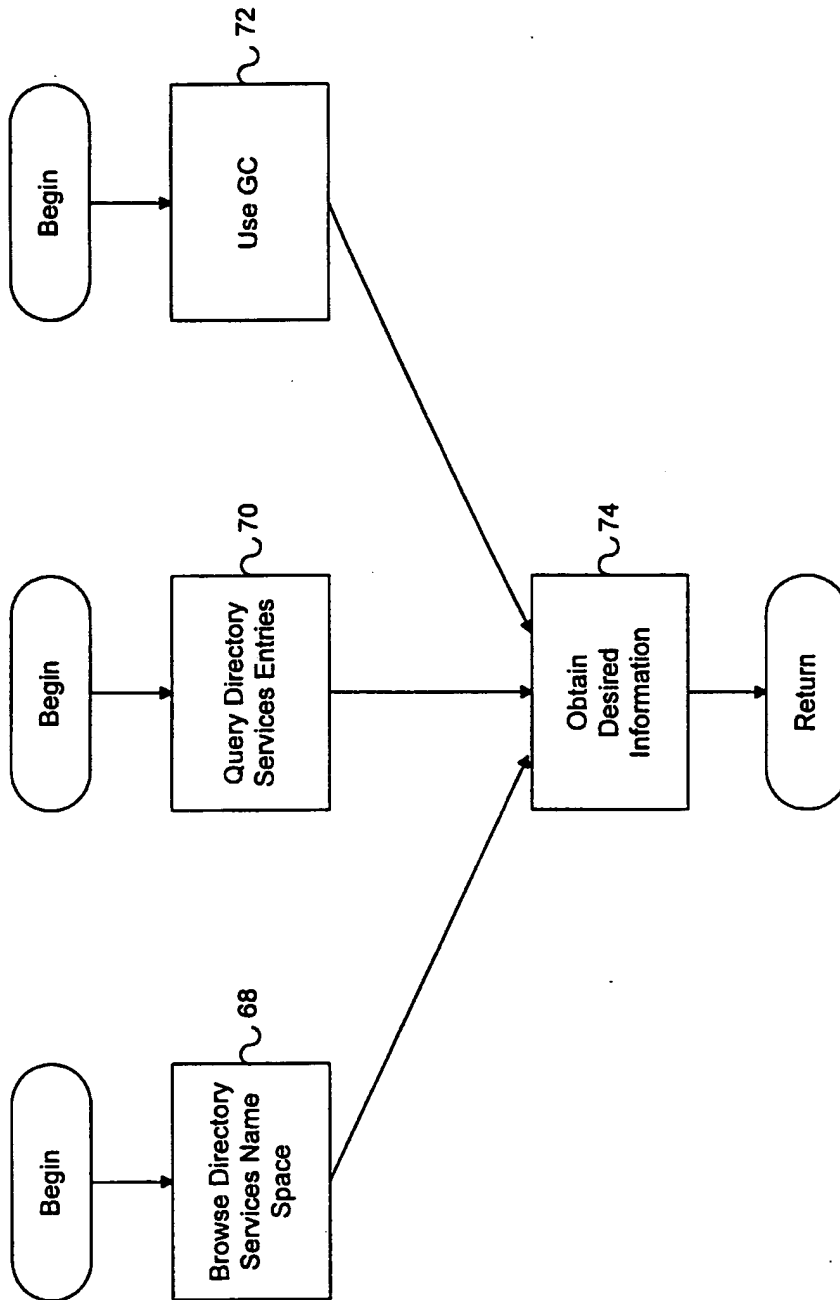 Begin
Begin
Begin
Browse Directory
Services Name
Space
68
Query Directory
Services Entries
70
Use GC
72
Obtain
Desired
Information
74
Return